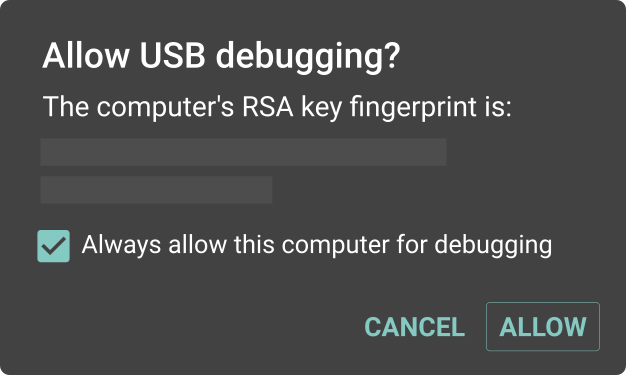 Allow USB debugging?
The computer's RSA key fingerprint is:
Always allow this computer for debugging
CANCEL ALLOW